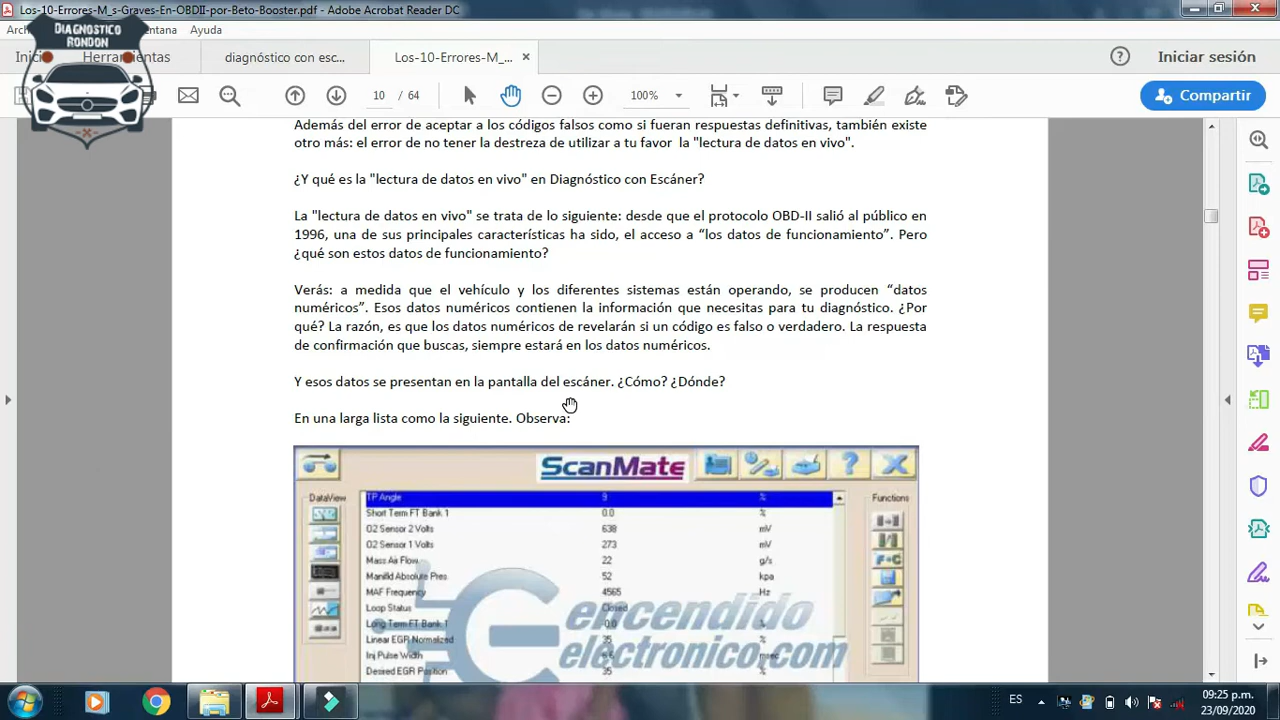 Los-10-Errores-M_s-Graves-En-OBDII-por-Beto-Booster.pdf - Adobe Acrobat Reader DC
DIAGNOSTICO
RONDON
Ayuda
Herramientas
diagnóstico con esc...
Los-10-Errores-M_...
Iniciar sesión
10 / 64
100%
Compartir
Además del error de aceptar a los códigos falsos como si fueran respuestas definitivas, también existe
otro más: el error de no tener la destreza de utilizar a tu favor la "lectura de datos en vivo".
¿Y qué es la "lectura de datos en vivo" en Diagnóstico con Escáner?
La "lectura de datos en vivo" se trata de lo siguiente: desde que el protocolo OBD-II salió al público en
1996, una de sus principales características ha sido, el acceso a “los datos de funcionamiento”. Pero
¿qué son estos datos de funcionamiento?
Verás: a medida que el vehículo y los diferentes sistemas están operando, se producen “datos
numéricos”. Esos datos numéricos contienen la información que necesitas para tu diagnóstico. ¿Por
qué? La razón, es que los datos numéricos de revelarán si un código es falso o verdadero. La respuesta
de confirmación que buscas, siempre estará en los datos numéricos.
Y esos datos se presentan en la pantalla del escáner. ¿Cómo? ¿Dónde?
En una larga lista como la siguiente. Observa:
ScanMate
DataView
Functions
TP Angle 9 %
Short Term FT Bank 1 0.0 %
O2 Sensor 2 Volts 638 mV
O2 Sensor 1 Volts 273 mV
Mass Air Flow 22 g/s
Manifld Absolute Pres. 52 kpa
MAF Frequency 4565 Hz
Loop Status Closed
Long Term FT Bank 1 -0.0 %
Linear EGR Normalized 35 %
Inj Pulse Width msec
Desired EGR Position 35 %
encendido
electronico.com
ES
09:25 p.m.
23/09/2020